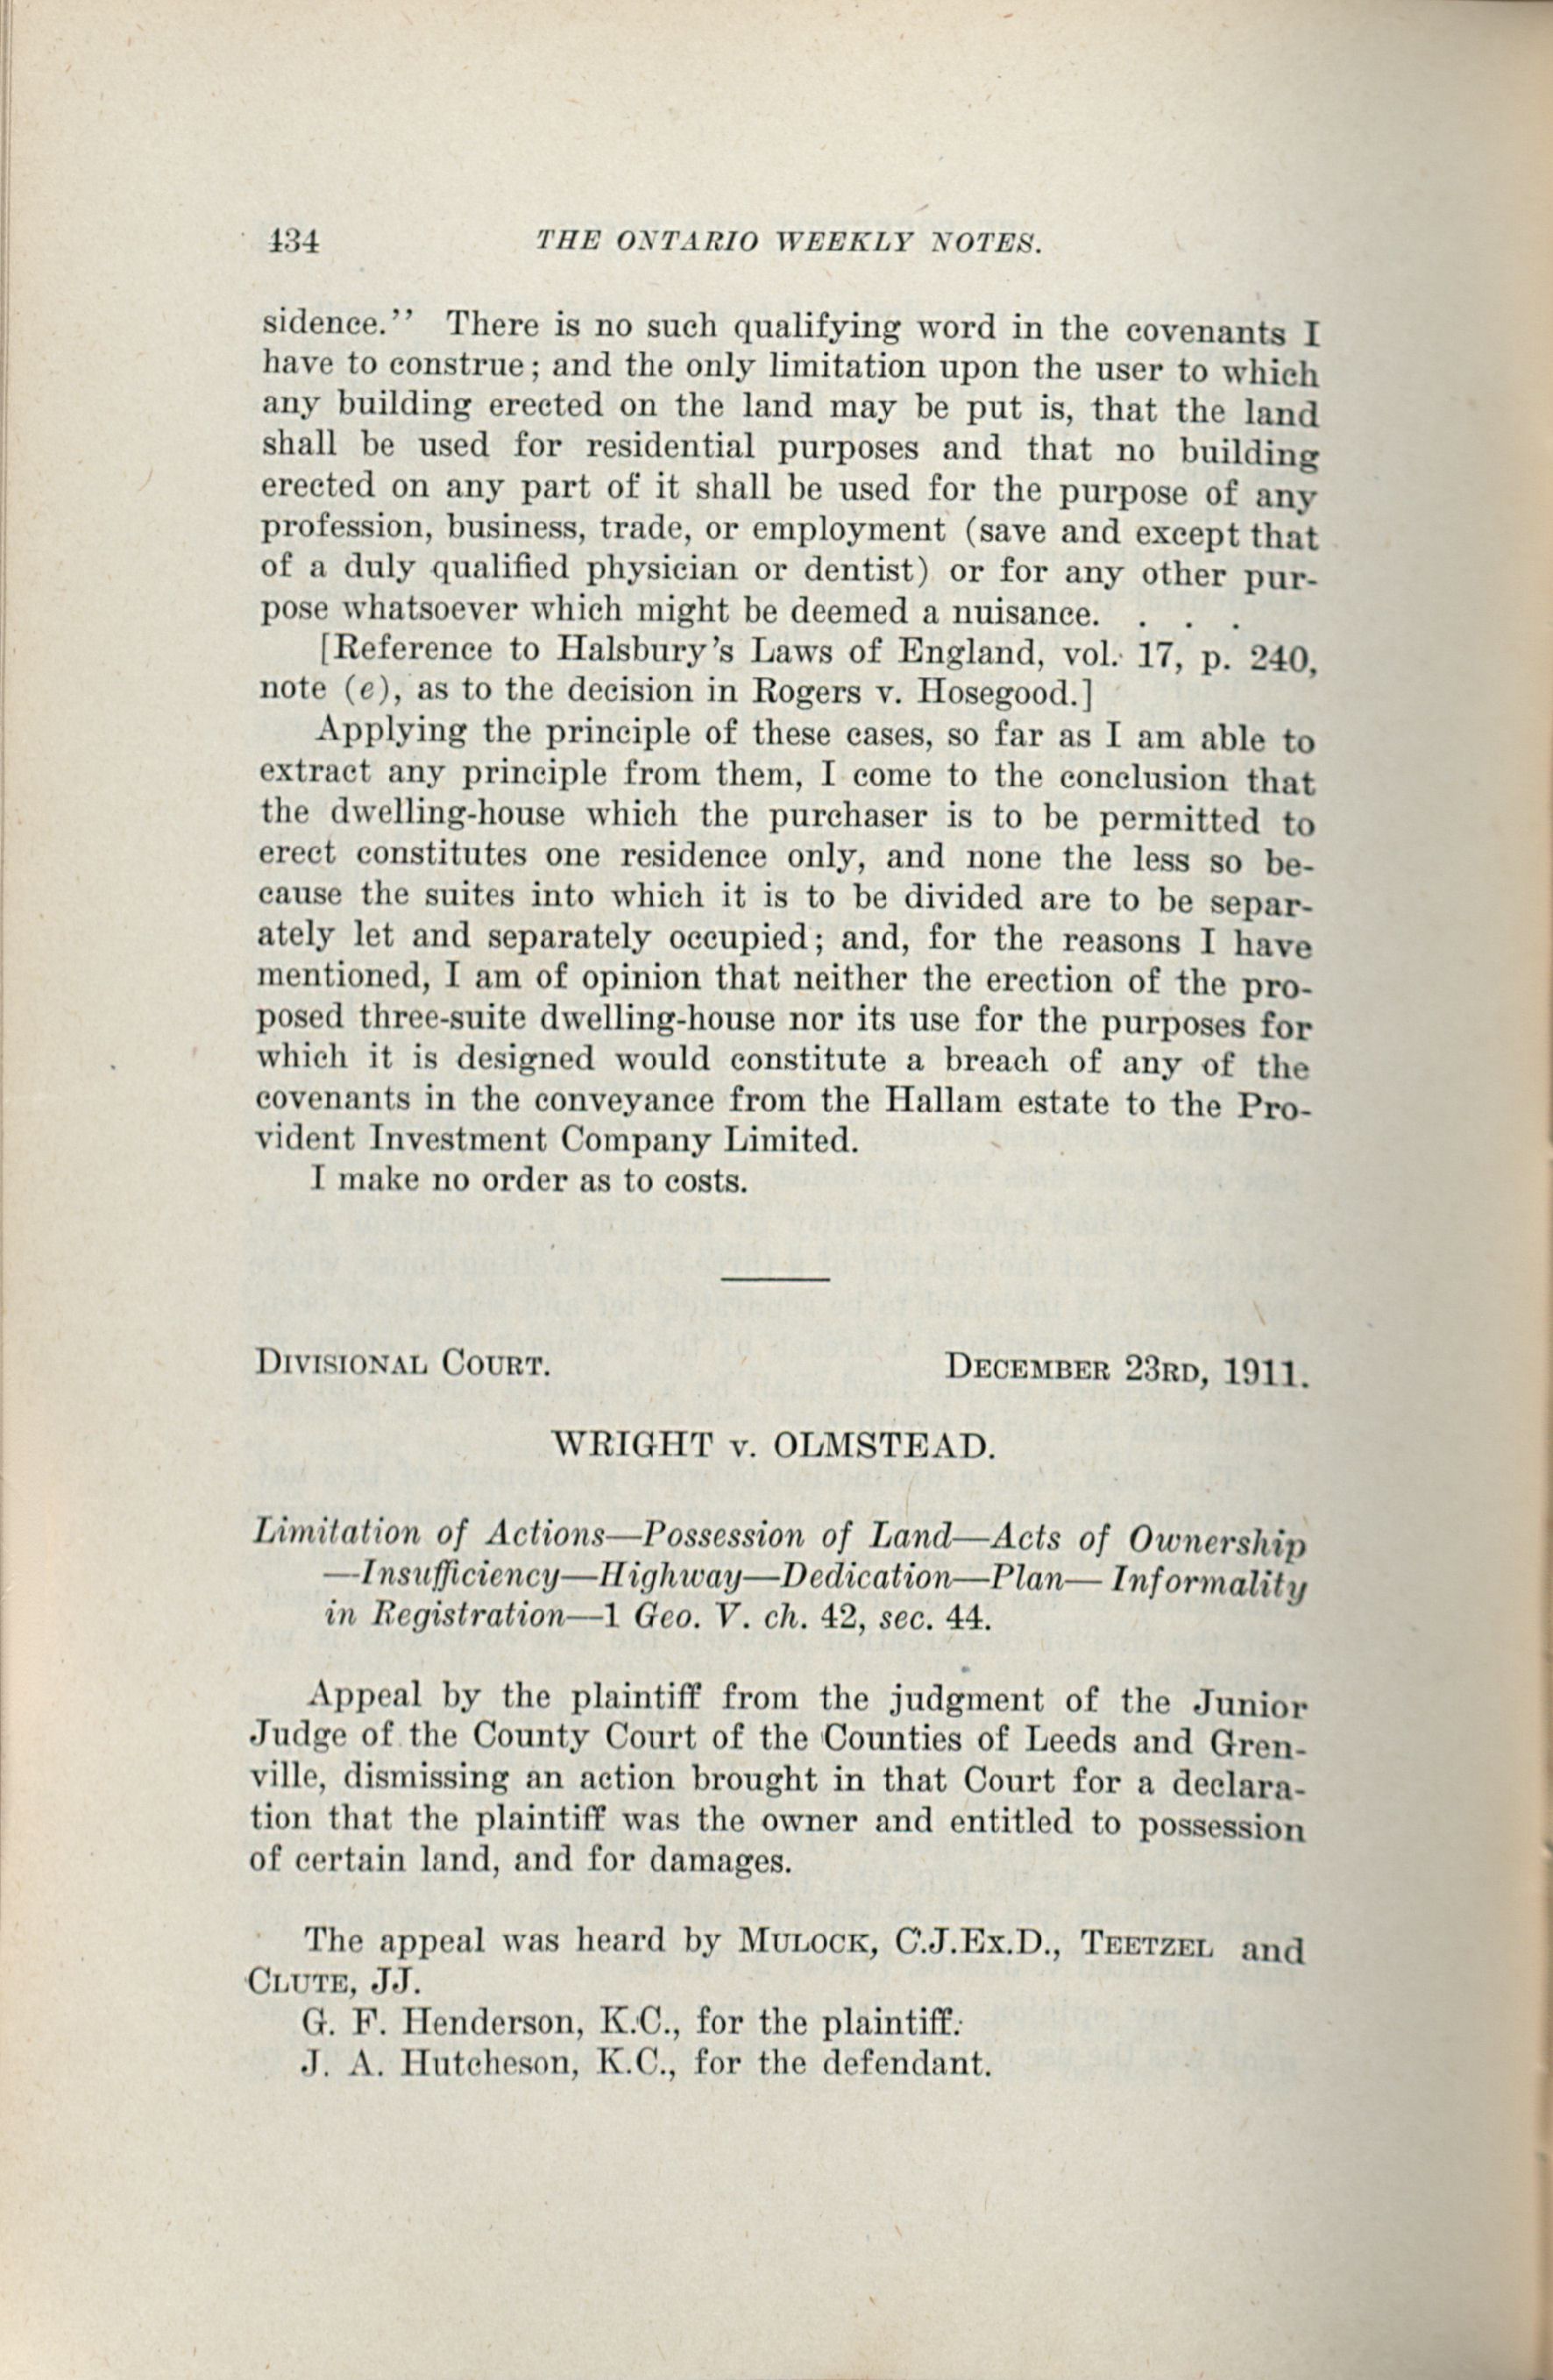 434 THE ONTARIO WEEKLY NOTES.
sidence.'' There is no such qualifying word in the covenants I
have to construe; and the only limitation upon the user to which
any building erected on the land may be put is, that the land
shall be used for residential purposes and that no building
erected on any part of it shall be used for the purpose of any
profession, business, trade, or employment (save and except that
of a duly qualified physician or dentist) or for any other pur-
pose whatsoever which might be deemed a nuisance. . . .
[Reference to Halsbury's Laws of England, vol. 17, p. 240,
note (e), as to the decision in Rogers v. Hosegood.]
Applying the principle of these cases, so far as I am able to
extract any principle from them, I come to the conclusion that
the dwelling-house which the purchaser is to be permitted to
erect constitutes one residence only, and none the less so be-
cause the suites into which it is to be divided are to be separ-
ately let and separately occupied; and, for the reasons I have
mentioned, I am of opinion that neither the erection of the pro-
posed three-suite dwelling-house nor its use for the purposes for
which it is designed would constitute a breach of any of the
covenants in the conveyance from the Hallam estate to the Pro-
vident Investment Company Limited.
I make no order as to costs.
DIVISIONAL COURT. DECEMBER 23RD, 1911.
WRIGHT v. OLMSTEAD.
Limitation of Actions—Possession of Land—Acts of Ownership
—Insufficiency—Highway—Dedication—Plan—Informality
in Registration—1 Geo. V. ch. 42, sec. 44.
Appeal by the plaintiff from the judgment of the Junior
Judge of the County Court of the Counties of Leeds and Gren-
ville, dismissing an action brought in that Court for a declara-
tion that the plaintiff was the owner and entitled to possession
of certain land, and for damages.
The appeal was heard by MULOCK, C.J.EX.D., TEETZEL and
CLUTE, JJ.
G. F. Henderson, K.C., for the plaintiff.
J. A. Hutcheson, K.C., for the defendant.